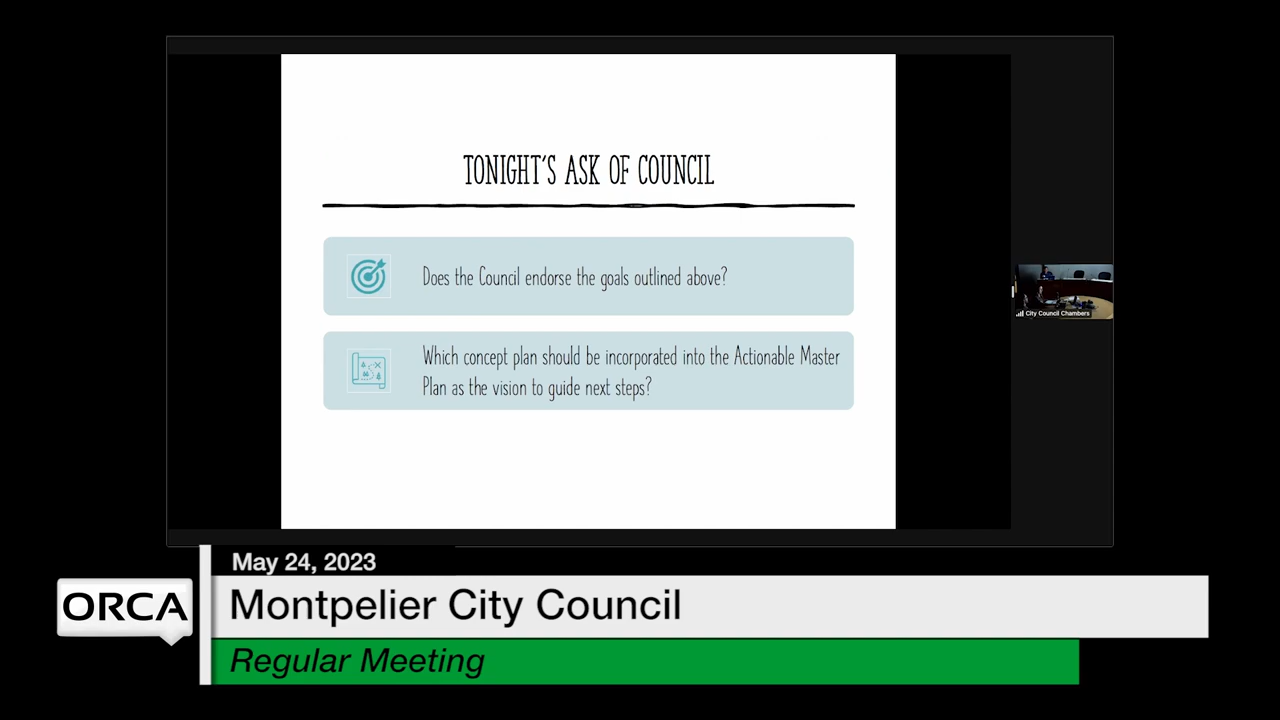 TONIGHT'S ASK OF COUNCIL
Does the Council endorse the goals outlined above?
Which concept plan should be incorporated into the Actionable Master
Plan as the vision to guide next steps?
City Council Chambers
May 24, 2023
ORCA
Montpelier City Council
Regular Meeting